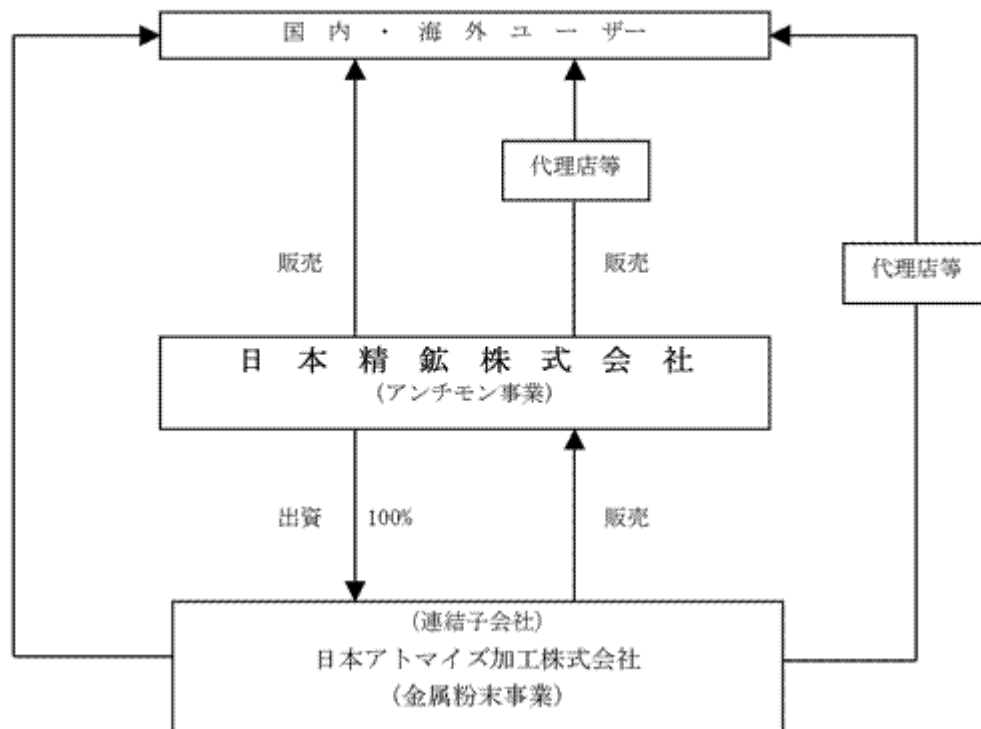 国内・海外ユーザー
代理店等
代理店等
販売
販売
日本精鉱株式会社
(アンチモン事業)
出資 100%
販売
(連結子会社)
日本アトマイズ加工株式会社
(金属粉末事業)